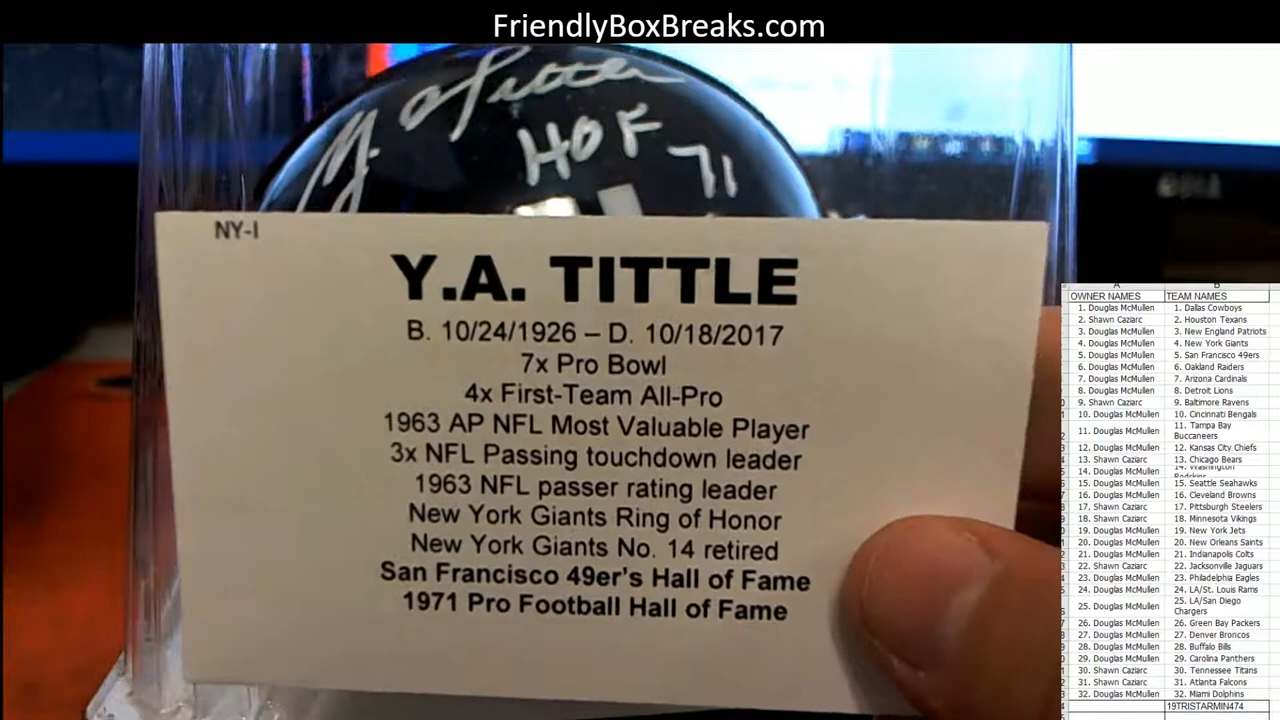 FriendlyBoxBreaks.com
Y. A Tittle
HOF 71
DELL
NY-I
Y.A. TITTLE
B. 10/24/1926 – D. 10/18/2017
7x Pro Bowl
4x First-Team All-Pro
1963 AP NFL Most Valuable Player
3x NFL Passing touchdown leader
1963 NFL passer rating leader
New York Giants Ring of Honor
New York Giants No. 14 retired
San Francisco 49er's Hall of Fame
1971 Pro Football Hall of Fame
A B
OWNER NAMES TEAM NAMES
1. Douglas McMullen 1. Dallas Cowboys
2. Shawn Caziarc 2. Houston Texans
3. Douglas McMullen 3. New England Patriots
4. Douglas McMullen 4. New York Giants
5. Douglas McMullen 5. San Francisco 49ers
6. Douglas McMullen 6. Oakland Raiders
7. Douglas McMullen 7. Arizona Cardinals
8. Douglas McMullen 8. Detroit Lions
9. Shawn Caziarc 9. Baltimore Ravens
10. Douglas McMullen 10. Cincinnati Bengals
11. Douglas McMullen 11. Tampa Bay
Buccaneers
12. Douglas McMullen 12. Kansas City Chiefs
13. Shawn Caziarc 13. Chicago Bears
14. Douglas McMullen 14. Washington
Redskins
15. Douglas McMullen 15. Seattle Seahawks
16. Douglas McMullen 16. Cleveland Browns
17. Shawn Caziarc 17. Pittsburgh Steelers
18. Shawn Caziarc 18. Minnesota Vikings
19. Douglas McMullen 19. New York Jets
20. Douglas McMullen 20. New Orleans Saints
21. Douglas McMullen 21. Indianapolis Colts
22. Shawn Caziarc 22. Jacksonville Jaguars
23. Douglas McMullen 23. Philadelphia Eagles
24. Douglas McMullen 24. LA/St. Louis Rams
25. Douglas McMullen 25. LA/San Diego
Chargers
26. Douglas McMullen 26. Green Bay Packers
27. Douglas McMullen 27. Denver Broncos
28. Douglas McMullen 28. Buffalo Bills
29. Douglas McMullen 29. Carolina Panthers
30. Shawn Caziarc 30. Tennessee Titans
31. Shawn Caziarc 31. Atlanta Falcons
32. Douglas McMullen 32. Miami Dolphins
19TRISTARMIN474